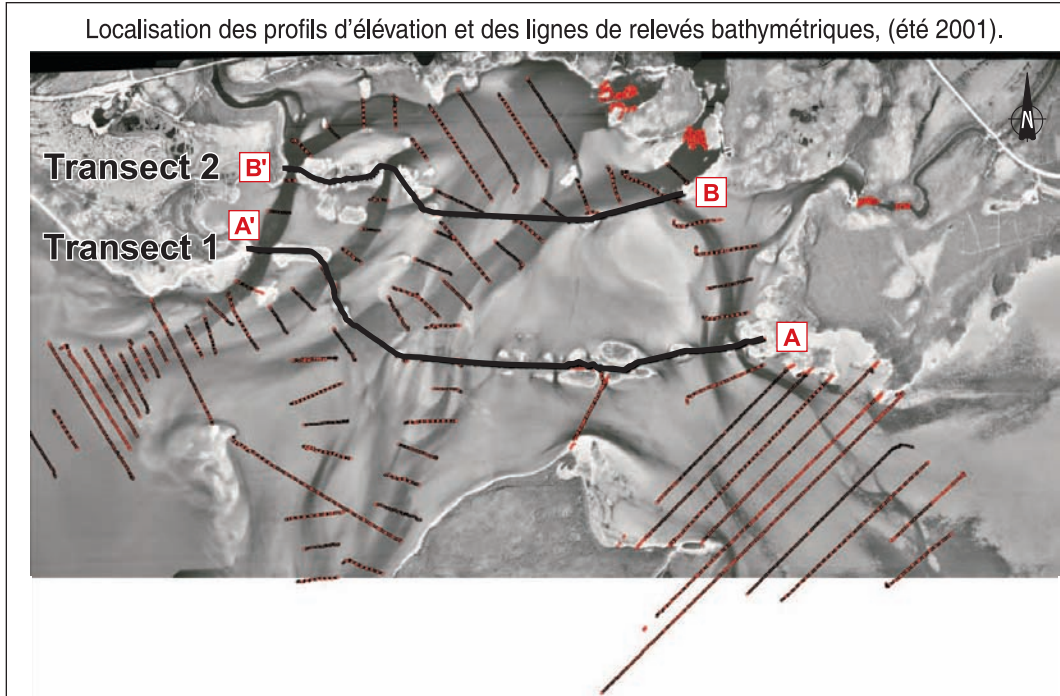 Localisation des profils d'élévation et des lignes de relevés bathymétriques, (été 2001).
N
Transect 2 B' B
A'
Transect 1
A